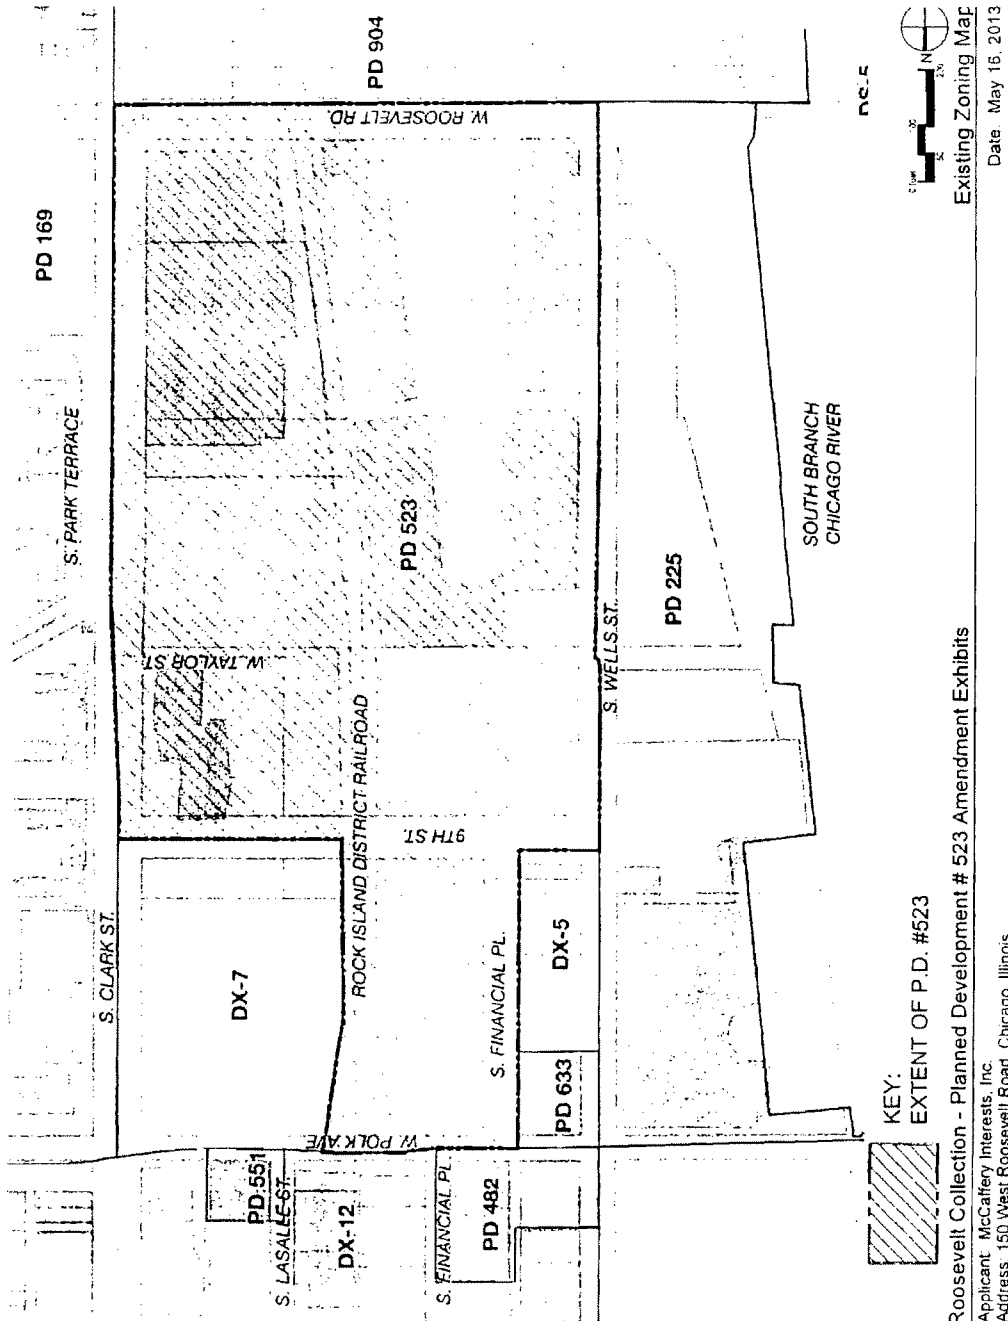 PD 169
PD 904
S. PARK TERRACE
W. ROOSEVELT RD.
PD 523
W. TAYLOR ST.
S. CLARK ST.
DX-7
ROCK ISLAND DISTRICT RAILROAD
9TH ST.
S. WELLS ST.
PD 225
SOUTH BRANCH
CHICAGO RIVER
S. FINANCIAL PL.
DX-5
PD 633
W. POLK AVE
PD 551
S. LASALLE ST.
DX-12
S. FINANCIAL PL.
PD 482
N
KEY:
EXTENT OF P.D. #523
Existing Zoning Map
Roosevelt Collection - Planned Development # 523 Amendment Exhibits
Date: May 16, 2013
Applicant: McCaffery Interests, Inc.
Address: 150 West Roosevelt Road, Chicago, Illinois